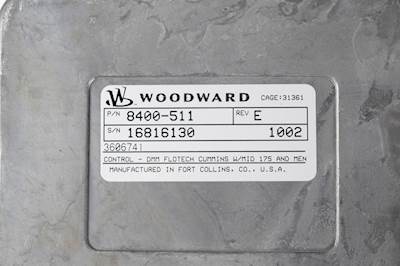 W WOODWARD CAGE:31361
P/N 8400-511 REV E
S/N 16816130 1002
3606741
CONTROL - DMM FLOTECH CUMMINS W/MID 175 AND MEN
MANUFACTURED IN FORT COLLINS, CO., U.S.A.